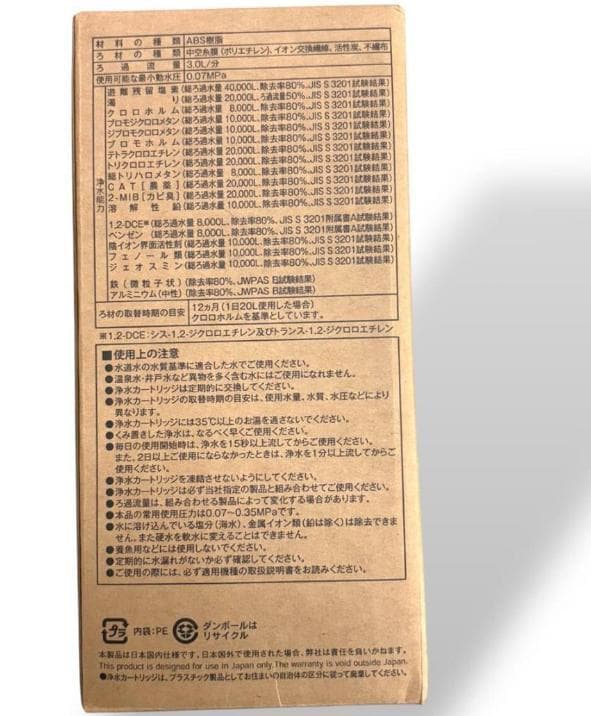 材料の種類 ABS樹脂
ろ材の種類 中空糸膜(ポリエチレン)、イオン交換繊維、活性炭、不織布
ろ過流量 3.0L/分
使用可能な最小動水圧 0.07MPa
浄水能力
遊離残留塩素(総ろ過水量 40,000L、除去率80%、JIS S 3201試験結果)
濁り(総ろ過水量 20,000L、ろ過流量50%、JIS S 3201試験結果)
クロロホルム(総ろ過水量 8,000L、除去率80%、JIS S 3201試験結果)
ブロモジクロロメタン(総ろ過水量 10,000L、除去率80%、JIS S 3201試験結果)
ジブロモクロロメタン(総ろ過水量 10,000L、除去率80%、JIS S 3201試験結果)
ブロモホルム(総ろ過水量 10,000L、除去率80%、JIS S 3201試験結果)
テトラクロロエチレン(総ろ過水量 20,000L、除去率80%、JIS S 3201試験結果)
トリクロロエチレン(総ろ過水量 20,000L、除去率80%、JIS S 3201試験結果)
総トリハロメタン(総ろ過水量 8,000L、除去率80%、JIS S 3201試験結果)
CAT[農薬](総ろ過水量 20,000L、除去率80%、JIS S 3201試験結果)
2-MIB[カビ臭](総ろ過水量 20,000L、除去率80%、JIS S 3201試験結果)
溶解性鉛(総ろ過水量 10,000L、除去率80%、JIS S 3201試験結果)
1,2-DCE※(総ろ過水量 8,000L、除去率80%、JIS S 3201附属書A試験結果)
ベンゼン(総ろ過水量 8,000L、除去率80%、JIS S 3201附属書A試験結果)
陰イオン界面活性剤(総ろ過水量 10,000L、除去率80%、JIS S 3201試験結果)
フェノール類(総ろ過水量 10,000L、除去率80%、JIS S 3201試験結果)
ジェオスミン(総ろ過水量 10,000L、除去率80%、JIS S 3201試験結果)
鉄(微粒子状)(除去率80%、JWPAS B試験結果)
アルミニウム(中性)(除去率80%、JWPAS B試験結果)
ろ材の取替時期の目安 12ヵ月(1日20L使用した場合)
クロロホルムを基準としています。
※1,2-DCE:シス-1,2-ジクロロエチレン及びトランス-1,2-ジクロロエチレン
■使用上の注意
●水道水の水質基準に適合した水でご使用ください。
●温泉水・井戸水など異物を多く含む水にはご使用になれません。
●浄水カートリッジは定期的に交換してください。
●浄水カートリッジの取替時期の目安は、使用水量、水質、水圧などにより
異なります。
●浄水カートリッジには35℃以上のお湯を通さないでください。
●くみ置きした浄水は、なるべく早くご使用ください。
●毎日の使用開始時は、浄水を15秒以上流してからご使用ください。
また、2日以上ご使用にならなかったときは、浄水を1分以上流してからご
使用ください。
●浄水カートリッジを凍結させないようにしてください。
●浄水カートリッジは必ず当社指定の製品と組み合わせてご使用ください。
●ろ過流量は、組み合わせる製品によって変化する場合があります。
●本品の常用使用圧力は0.07~0.35MPaです。
●水に溶け込んでいる塩分(海水)、金属イオン類(鉛は除く)は除去できま
せん。また硬水を軟水に変えることはできません。
●養魚用などには使用しないでください。
●定期的に水漏れがないか必ず確認してください。
●ご使用の際には、必ず適用機種の取扱説明書をお読みください。
プラ 内袋:PE ダンボールは
リサイクル
本製品は日本国内仕様です。日本国外で使用された場合、弊社は責任を負いかねます。
This product is designed for use in Japan only. The warranty is void outside Japan.
●浄水カートリッジは、プラスチック製品としてお住まいの自治体の区分に従って廃棄してください。